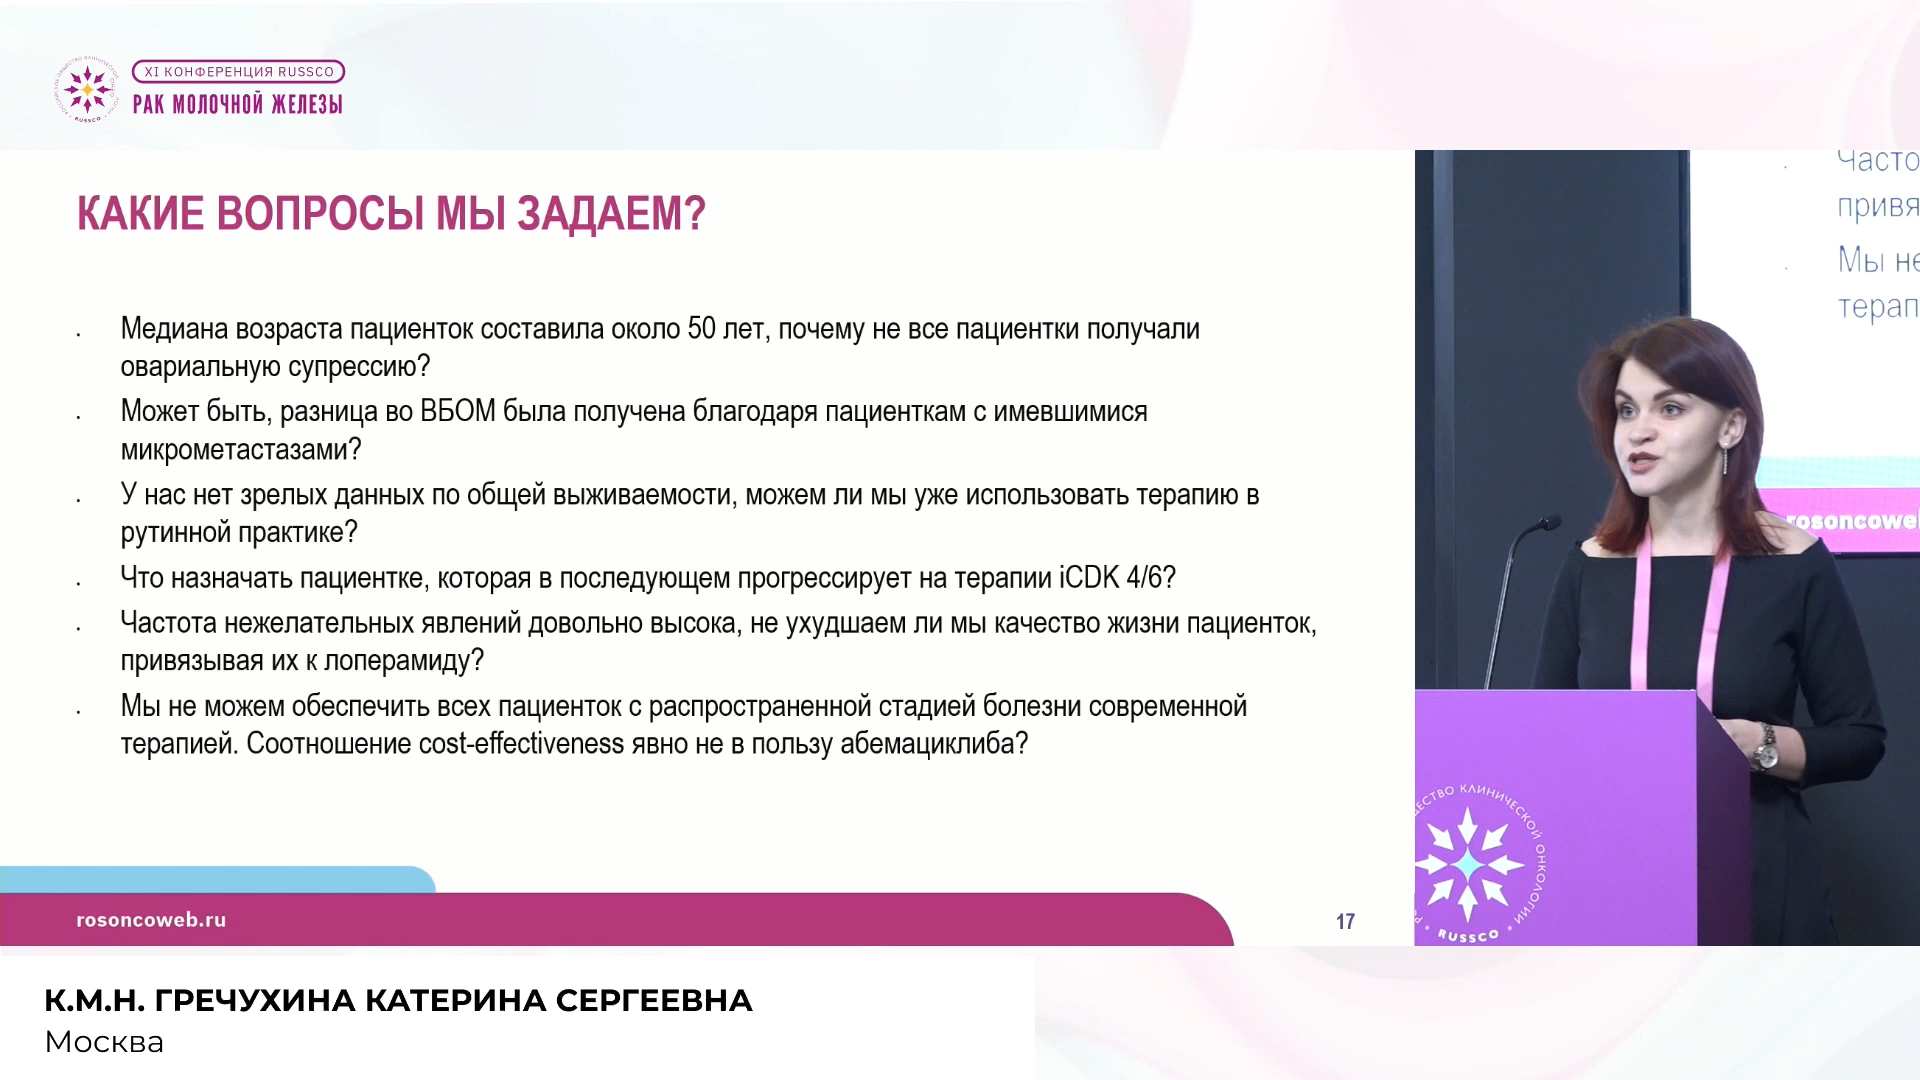 XI КОНФЕРЕНЦИЯ RUSSCO
РАК МОЛОЧНОЙ ЖЕЛЕЗЫ
RUSSCO
КАКИЕ ВОПРОСЫ МЫ ЗАДАЕМ?
Медиана возраста пациенток составила около 50 лет, почему не все пациентки получали
овариальную супрессию?
Может быть, разница во ВБОМ была получена благодаря пациенткам с имевшимися
микрометастазами?
У нас нет зрелых данных по общей выживаемости, можем ли мы уже использовать терапию в
рутинной практике?
Что назначать пациентке, которая в последующем прогрессирует на терапии iCDK 4/6?
Частота нежелательных явлений довольно высока, не ухудшаем ли мы качество жизни пациенток,
привязывая их к лоперамиду?
Мы не можем обеспечить всех пациенток с распространенной стадией болезни современной
терапией. Соотношение cost-effectiveness явно не в пользу абемациклиба?
rosoncoweb.ru
17
Часто
привя
Мы не
терап
rosoncowe
ЕСТВО КЛИНИЧЕСКОЙ ОНКОЛОГИИ
RUSSCO
К.М.Н. ГРЕЧУХИНА КАТЕРИНА СЕРГЕЕВНА
Москва